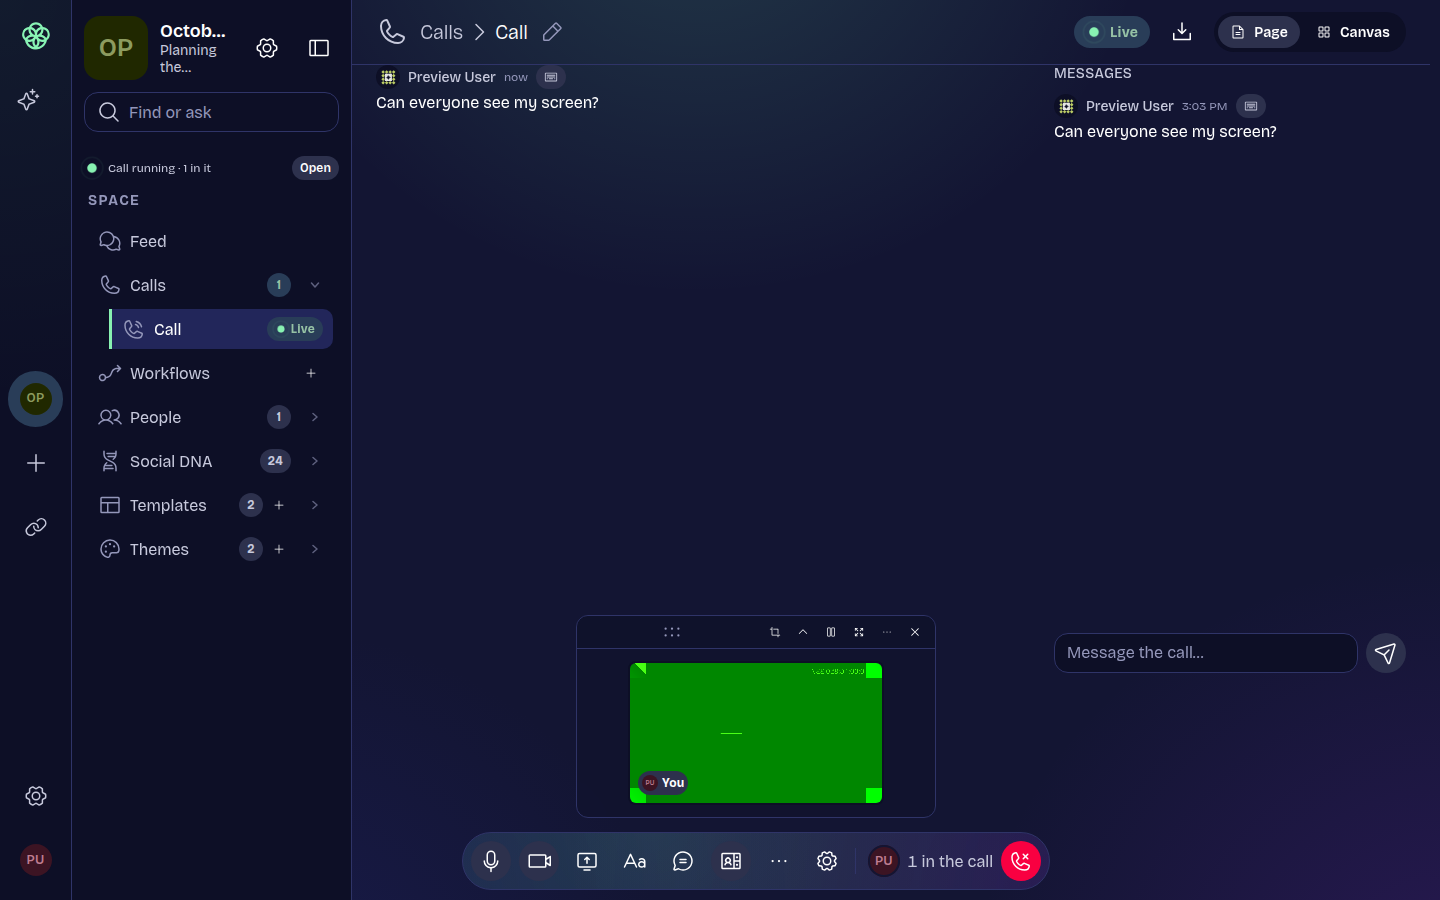 OP
Octob...
Planning
the...
Find or ask
Call running · 1 in it
Open
SPACE
Feed
Calls
1
Call
Live
Workflows
People
1
Social DNA
24
Templates
2
Themes
2
OP
PU
Calls
Call
Live
Page
Canvas
Preview User
now
Can everyone see my screen?
MESSAGES
Preview User
3:03 PM
Can everyone see my screen?
Message the call...
PU
You
Aa
PU
1 in the call